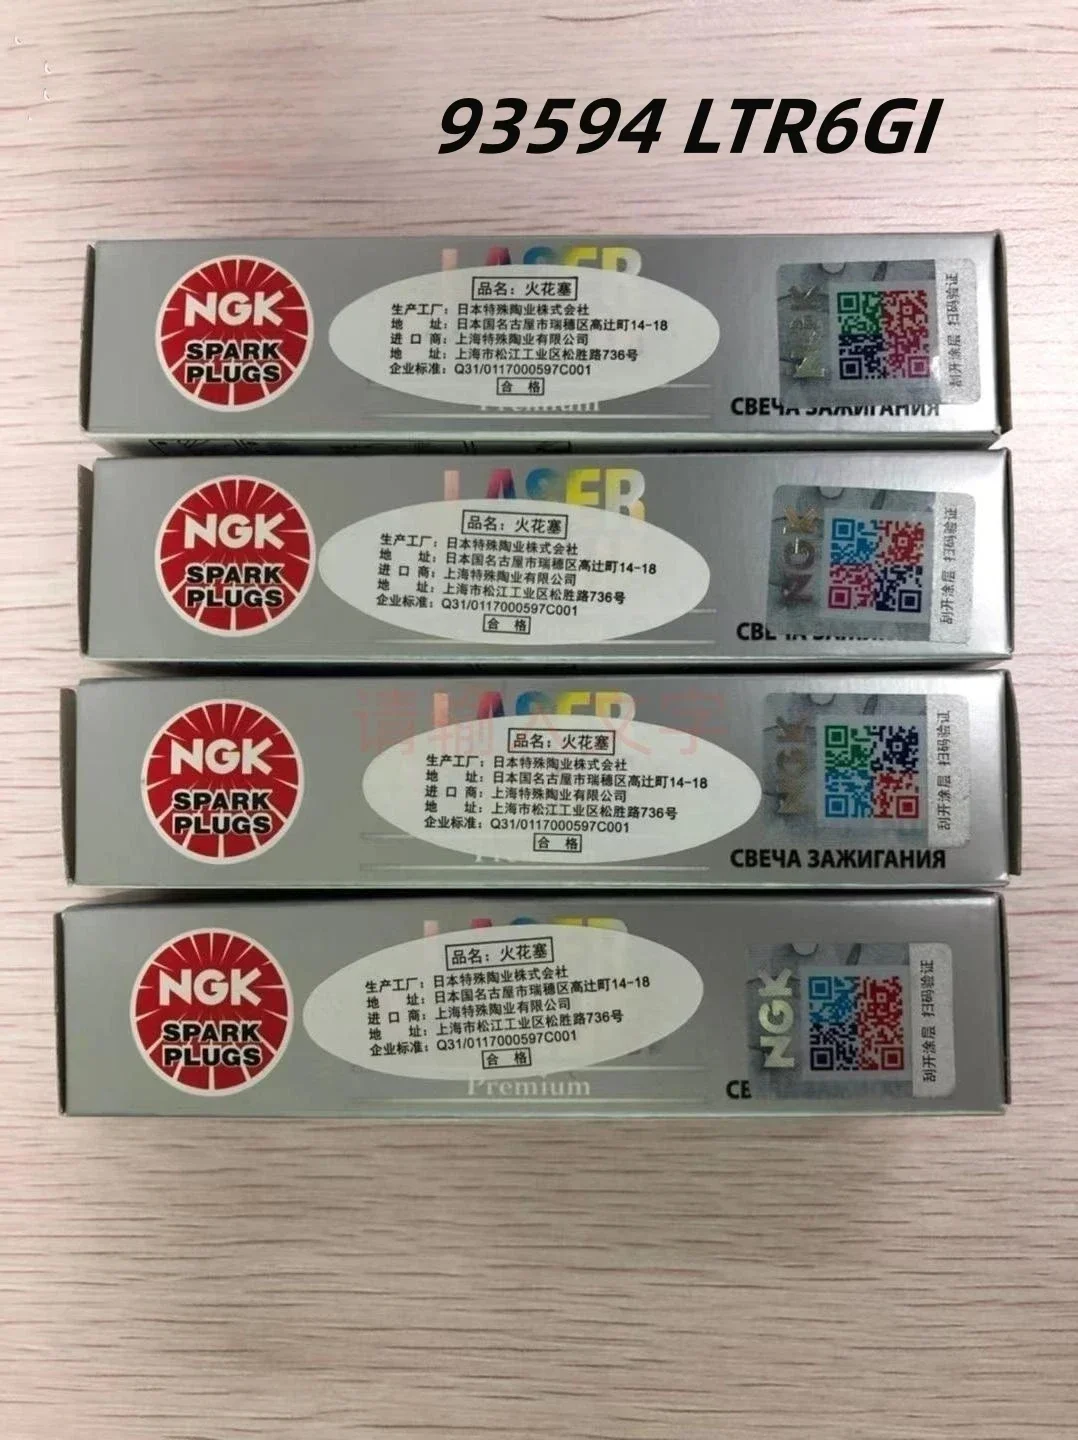 93594 LTR6GI
NGK
SPARK
PLUGS
LASER
品名：火花塞
生产工厂：日本特殊陶业株式会社
地 址：日本国名古屋市瑞穗区高辻町14-18
进 口 商：上海特殊陶业有限公司
地 址：上海市松江工业区松胜路736号
企业标准：Q31/0117000597C001
合 格
Premium
NGK
刮开涂层 扫码验证
СВЕЧА ЗАЖИГАНИЯ
NGK
SPARK
PLUGS
LASER
品名：火花塞
生产工厂：日本特殊陶业株式会社
地 址：日本国名古屋市瑞穗区高辻町14-18
进 口 商：上海特殊陶业有限公司
地 址：上海市松江工业区松胜路736号
企业标准：Q31/0117000597C001
合 格
NGK
刮开涂层 扫码验证
请输入文字
NGK
SPARK
PLUGS
LASER
品名：火花塞
生产工厂：日本特殊陶业株式会社
地 址：日本国名古屋市瑞穗区高辻町14-18
进 口 商：上海特殊陶业有限公司
地 址：上海市松江工业区松胜路736号
企业标准：Q31/0117000597C001
合 格
NGK
刮开涂层 扫码验证
СВЕЧА ЗАЖИГАНИЯ
NGK
SPARK
PLUGS
LASER
品名：火花塞
生产工厂：日本特殊陶业株式会社
地 址：日本国名古屋市瑞穗区高辻町14-18
进 口 商：上海特殊陶业有限公司
地 址：上海市松江工业区松胜路736号
企业标准：Q31/0117000597C001
合 格
Premium
NGK
刮开涂层 扫码验证